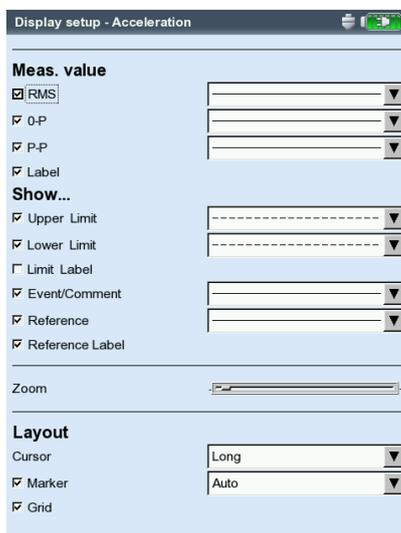 Display setup - Acceleration
Meas. value
RMS
0-P
P-P
Label
Show...
Upper Limit
Lower Limit
Limit Label
Event/Comment
Reference
Reference Label
Zoom
Layout
Cursor Long
Marker Auto
Grid